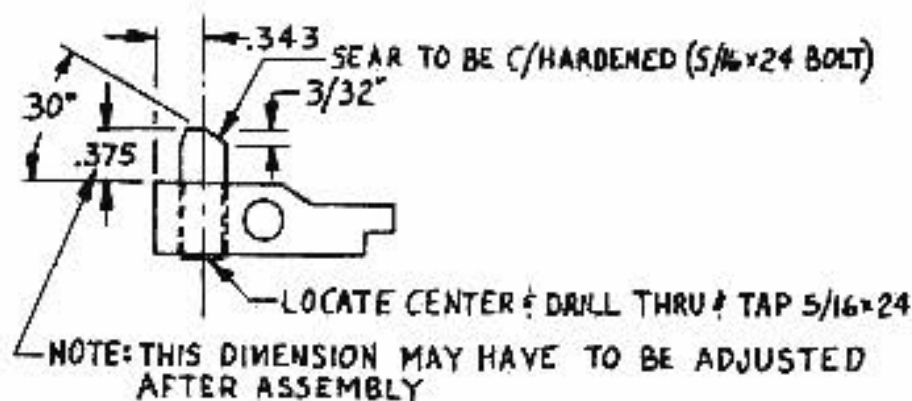 .343
SEAR TO BE C/HARDENED (5/16×24 BOLT)
3/32"
30°
.375
LOCATE CENTER & DRILL THRU & TAP 5/16×24
NOTE: THIS DIMENSION MAY HAVE TO BE ADJUSTED
AFTER ASSEMBLY